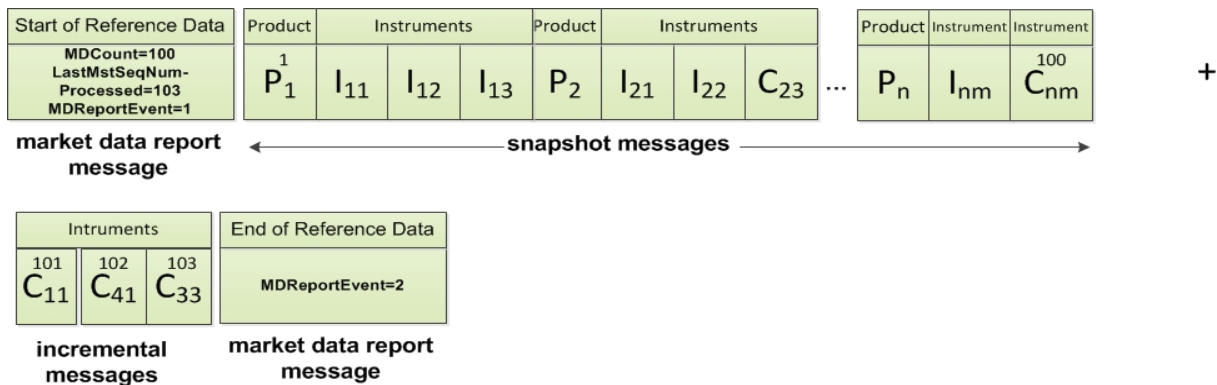 Start of Reference Data
MDCount=100
LastMstSeqNum-
Processed=103
MDReportEvent=1
market data report
message
Product Instruments Product Instruments Product Instrument Instrument
1 100
P1 I11 I12 I13 P2 I21 I22 C23 ... Pn Inm Cnm +
snapshot messages
Intruments
101 102 103
C11 C41 C33
incremental
messages
End of Reference Data
MDReportEvent=2
market data report
message